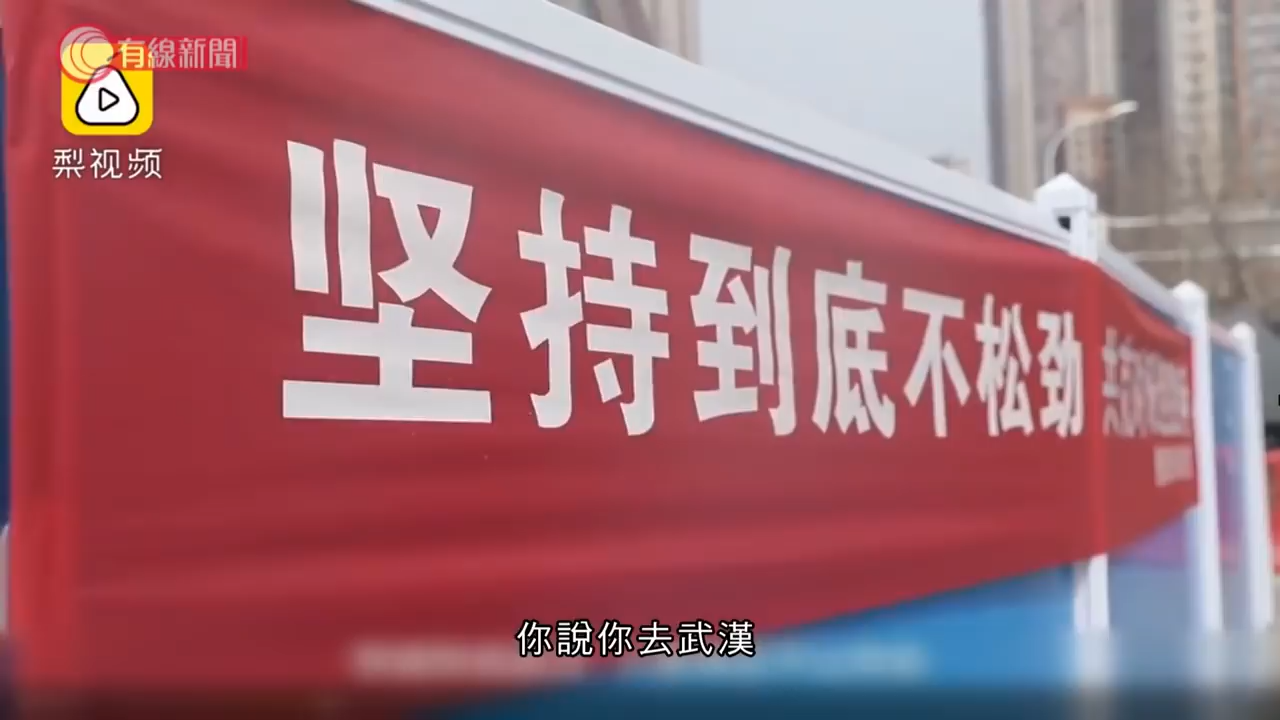 有線新聞
梨视频
坚持到底不松劲
你說你去武漢